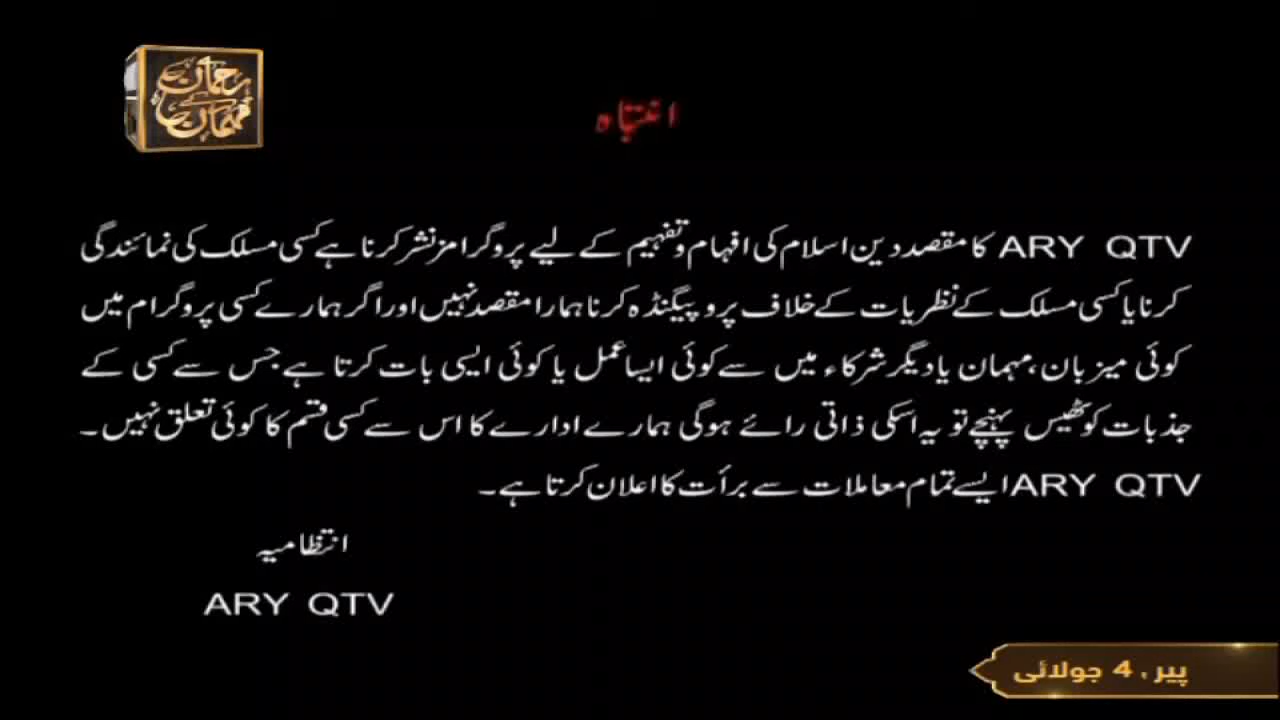 رحمان کے مہمان
انتباہ
ARY QTV کا مقصد دین اسلام کی افہام و تفہیم کے لیے پروگرامز نشر کرنا ہے کسی مسلک کی نمائندگی
کرنا یا کسی مسلک کے نظریات کے خلاف پروپیگنڈہ کرنا ہمارا مقصد نہیں اور اگر ہمارے کسی پروگرام میں
کوئی میزبان، مہمان یا دیگر شرکاء میں سے کوئی ایسا عمل یا کوئی ایسی بات کرتا ہے جس سے کسی کے
جذبات کو ٹھیس پہنچے تو یہ اسکی ذاتی رائے ہوگی ہمارے ادارے کا اس سے کسی قسم کا کوئی تعلق نہیں۔
ARY QTV ایسے تمام معاملات سے برأت کا اعلان کرتا ہے۔
انتظامیہ
ARY QTV
پیر، 4 جولائی